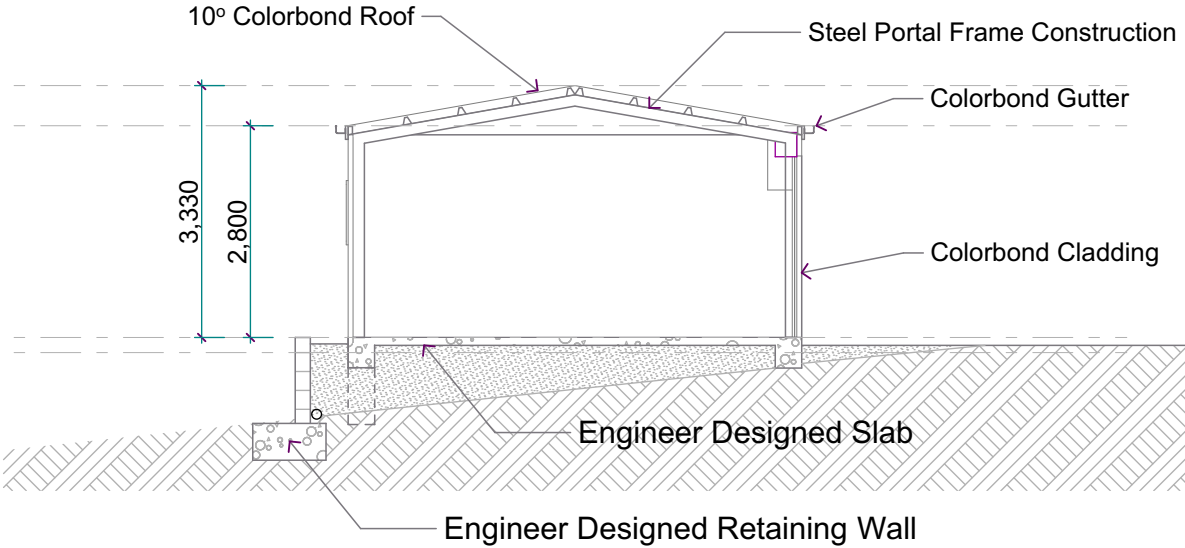 10º Colorbond Roof
Steel Portal Frame Construction
Colorbond Gutter
3,330
2,800
Colorbond Cladding
Engineer Designed Slab
Engineer Designed Retaining Wall